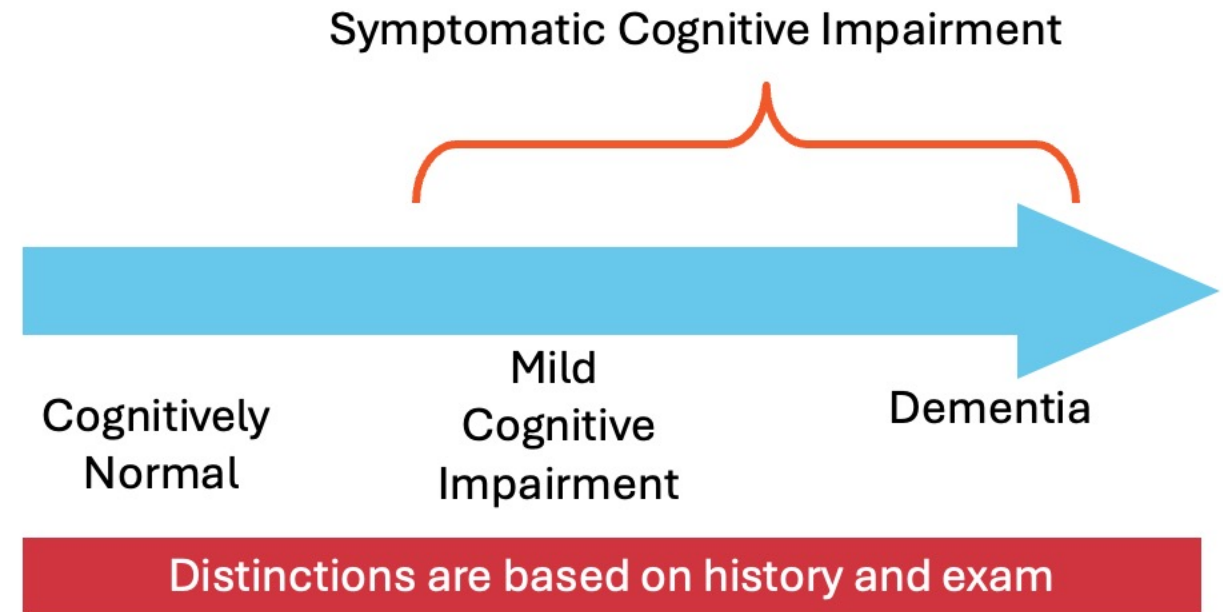 Symptomatic Cognitive Impairment
Cognitively
Normal
Mild
Cognitive
Impairment
Dementia
Distinctions are based on history and exam